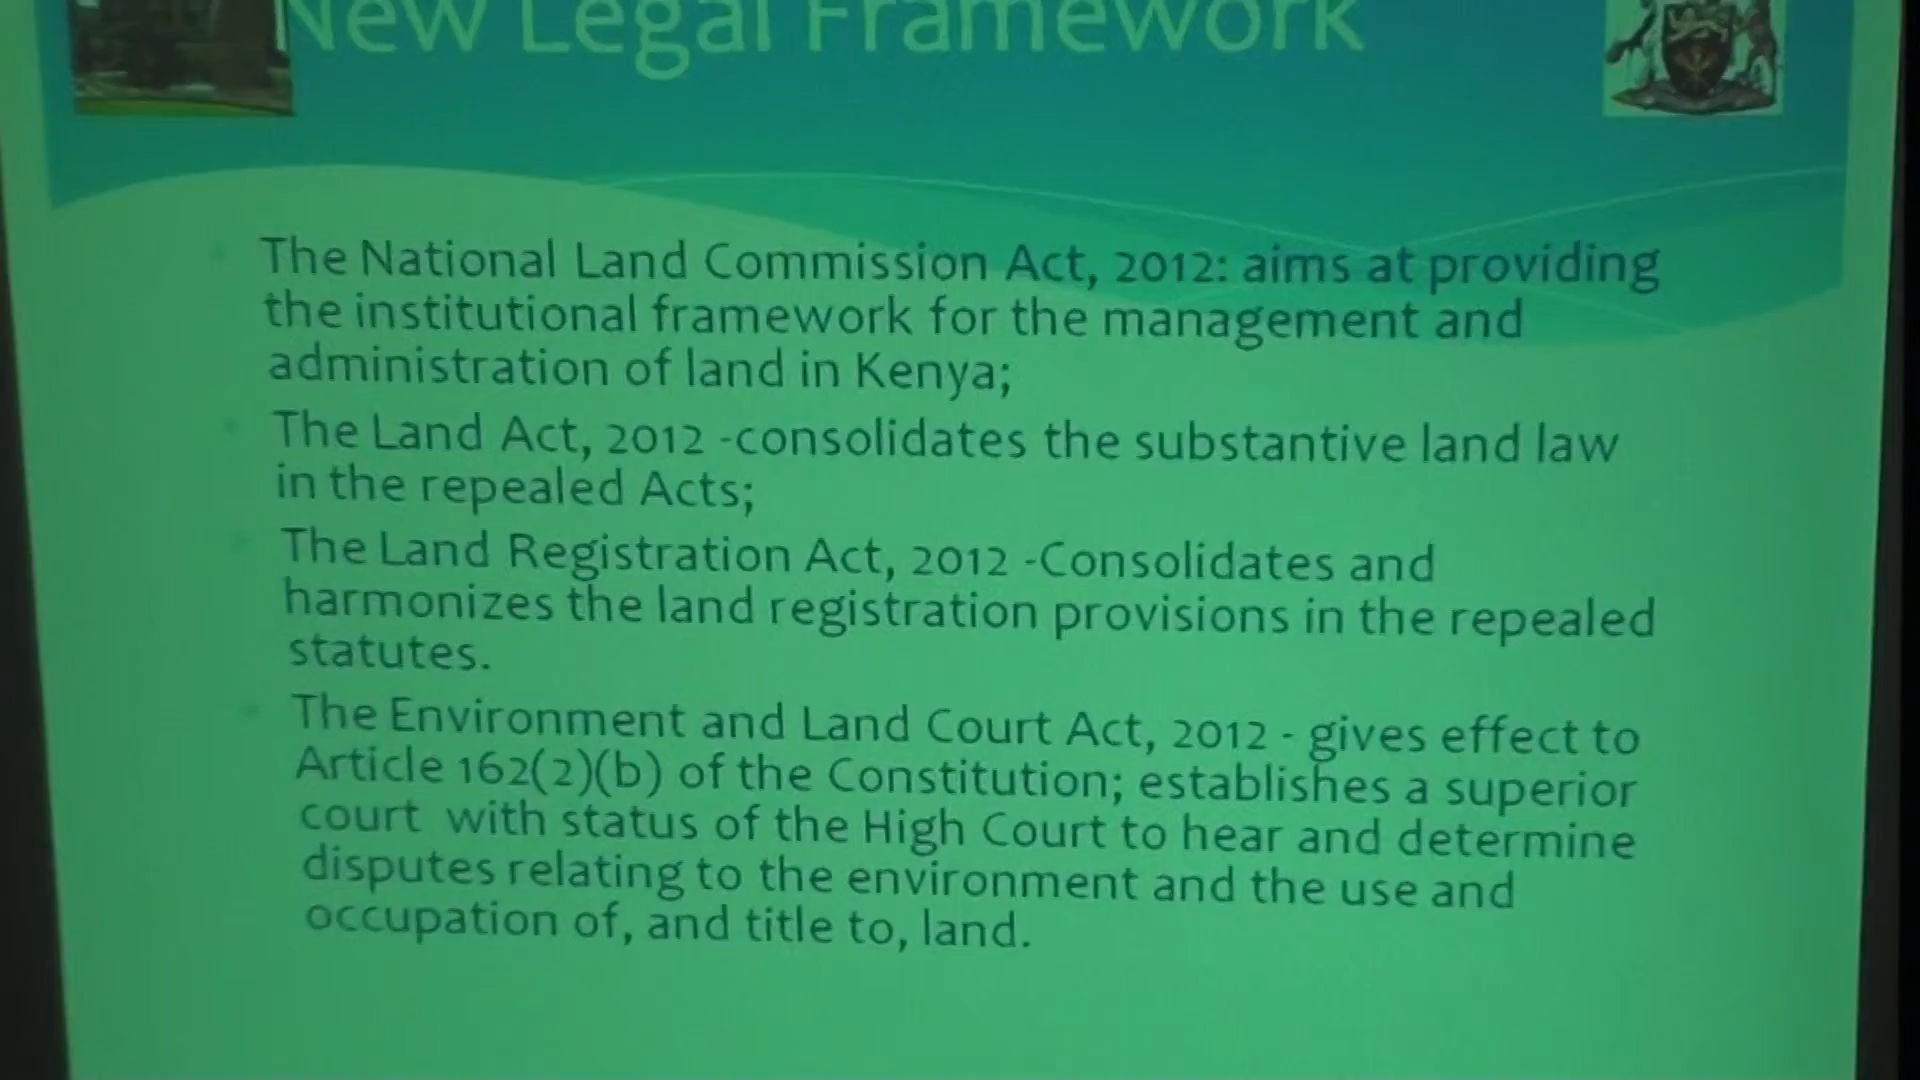 New Legal Framework
The National Land Commission Act, 2012: aims at providing
the institutional framework for the management and
administration of land in Kenya;
The Land Act, 2012 -consolidates the substantive land law
in the repealed Acts;
The Land Registration Act, 2012 -Consolidates and
harmonizes the land registration provisions in the repealed
statutes.
The Environment and Land Court Act, 2012 - gives effect to
Article 162(2)(b) of the Constitution; establishes a superior
court with status of the High Court to hear and determine
disputes relating to the environment and the use and
occupation of, and title to, land.